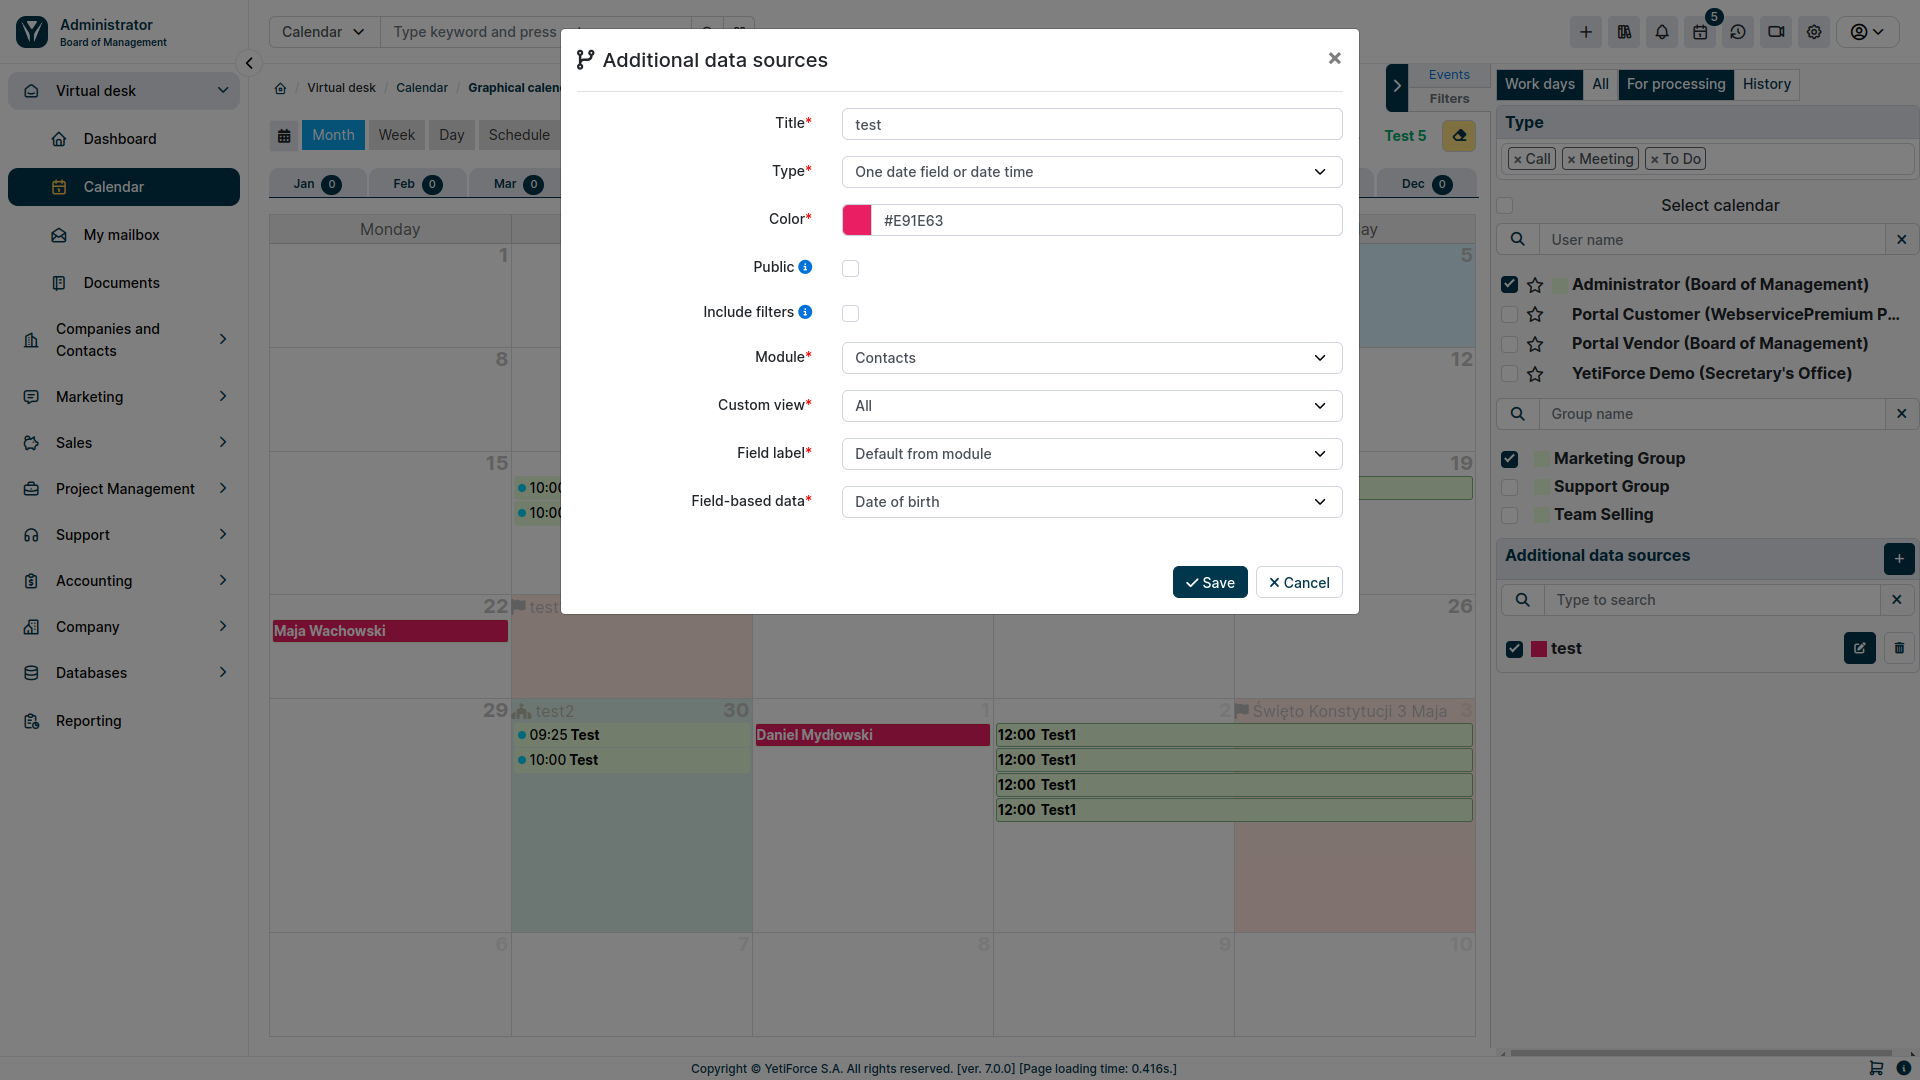 Administrator
Board of Management
Calendar
Type keyword and press
5
Virtual desk
Dashboard
Calendar
My mailbox
Documents
Companies and
Contacts
Marketing
Sales
Project Management
Support
Accounting
Company
Databases
Reporting
Virtual desk / Calendar / Graphical calen
Month Week Day Schedule
Test 5
Jan 0 Feb 0 Mar 0 Dec 0
Monday
ay
1
5
8
12
15
10:00
10:00
19
22
test
26
Maja Wachowski
29
test2 30
1
2
Święto Konstytucji 3 Maja 3
09:25 Test
10:00 Test
Daniel Mydłowski
12:00 Test1
12:00 Test1
12:00 Test1
12:00 Test1
6
7
8
9
10
Additional data sources
×
Title*
test
Type*
One date field or date time
Color*
#E91E63
Public
Include filters
Module*
Contacts
Custom view*
All
Field label*
Default from module
Field-based data*
Date of birth
Save
Cancel
Events
Filters
Work days All For processing History
Type
× Call × Meeting × To Do
Select calendar
User name
Administrator (Board of Management)
Portal Customer (WebservicePremium P...
Portal Vendor (Board of Management)
YetiForce Demo (Secretary's Office)
Group name
Marketing Group
Support Group
Team Selling
Additional data sources
Type to search
test
Copyright © YetiForce S.A. All rights reserved. [ver. 7.0.0] [Page loading time: 0.416s.]